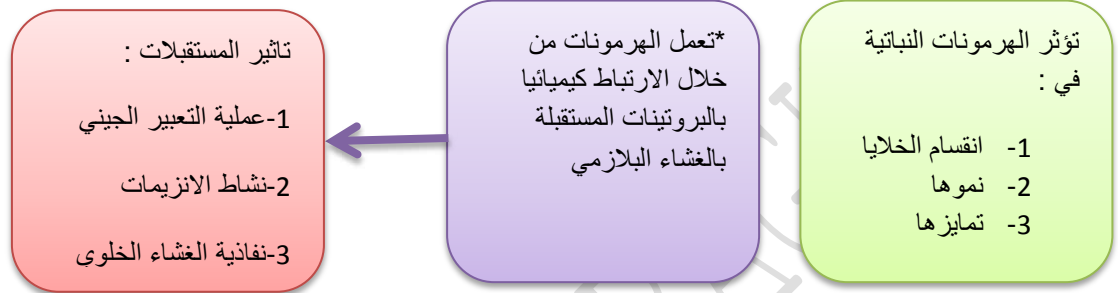 تؤثر الهرمونات النباتية
في :
1- انقسام الخلايا
2- نموها
3- تمايزها
*تعمل الهرمونات من
خلال الارتباط كيميائيا
بالبروتينات المستقبلة
بالغشاء البلازمي
تاثير المستقبلات :
1-عملية التعبير الجيني
2-نشاط الانزيمات
3-نفاذية الغشاء الخلوي